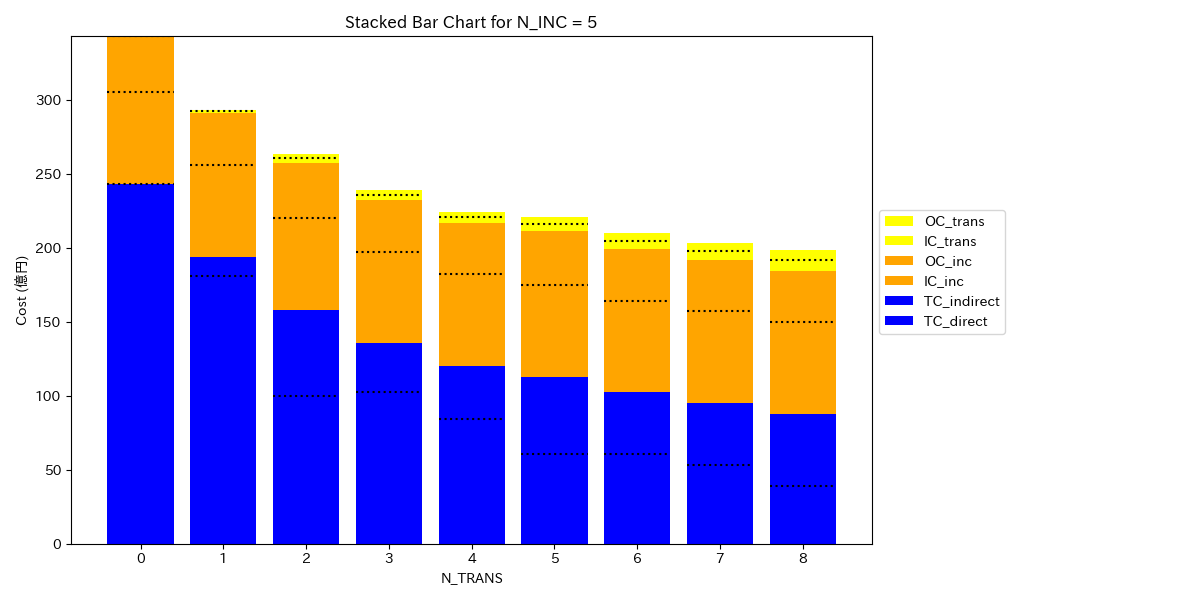 Stacked Bar Chart for N_INC = 5
Cost (億円)
300
250
200
150
100
50
0
0 1 2 3 4 5 6 7 8
N_TRANS
OC_trans
IC_trans
OC_inc
IC_inc
TC_indirect
TC_direct